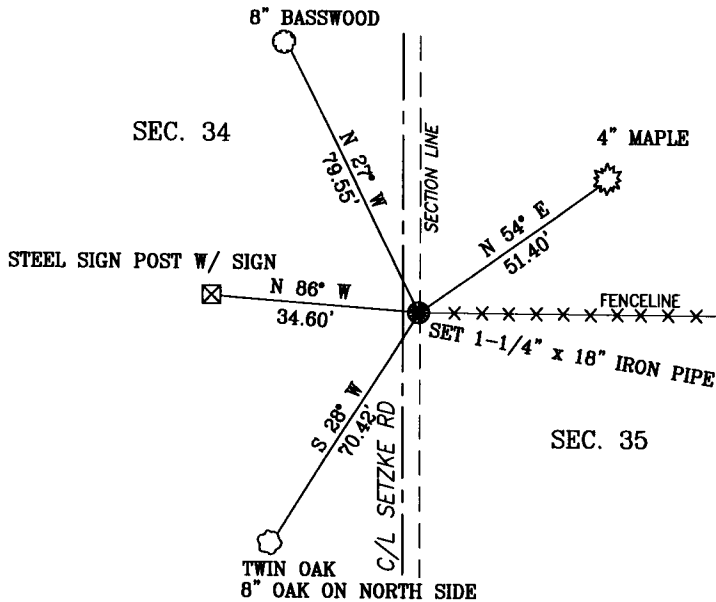 8" BASSWOOD
SEC. 34
4" MAPLE
N 27° W
79.55'
SECTION LINE
N 54° E
51.40'
STEEL SIGN POST W/ SIGN
N 86° W
34.60'
FENCELINE
SET 1-1/4" x 18" IRON PIPE
S 28° W
70.42'
C/L SETZKE RD
SEC. 35
TWIN OAK
8" OAK ON NORTH SIDE